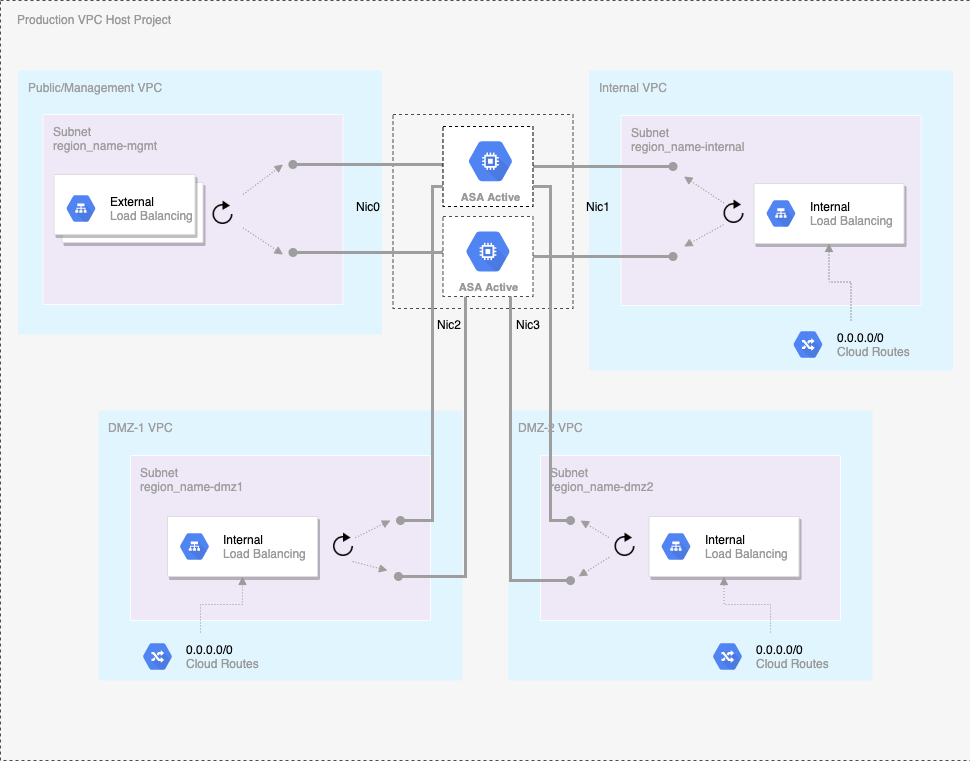 Production VPC Host Project
Public/Management VPC
Subnet
region_name-mgmt
External
Load Balancing
Nic0
ASA Active
ASA Active
Nic1
Nic2
Nic3
Internal VPC
Subnet
region_name-internal
Internal
Load Balancing
0.0.0.0/0
Cloud Routes
DMZ-1 VPC
Subnet
region_name-dmz1
Internal
Load Balancing
0.0.0.0/0
Cloud Routes
DMZ-2 VPC
Subnet
region_name-dmz2
Internal
Load Balancing
0.0.0.0/0
Cloud Routes